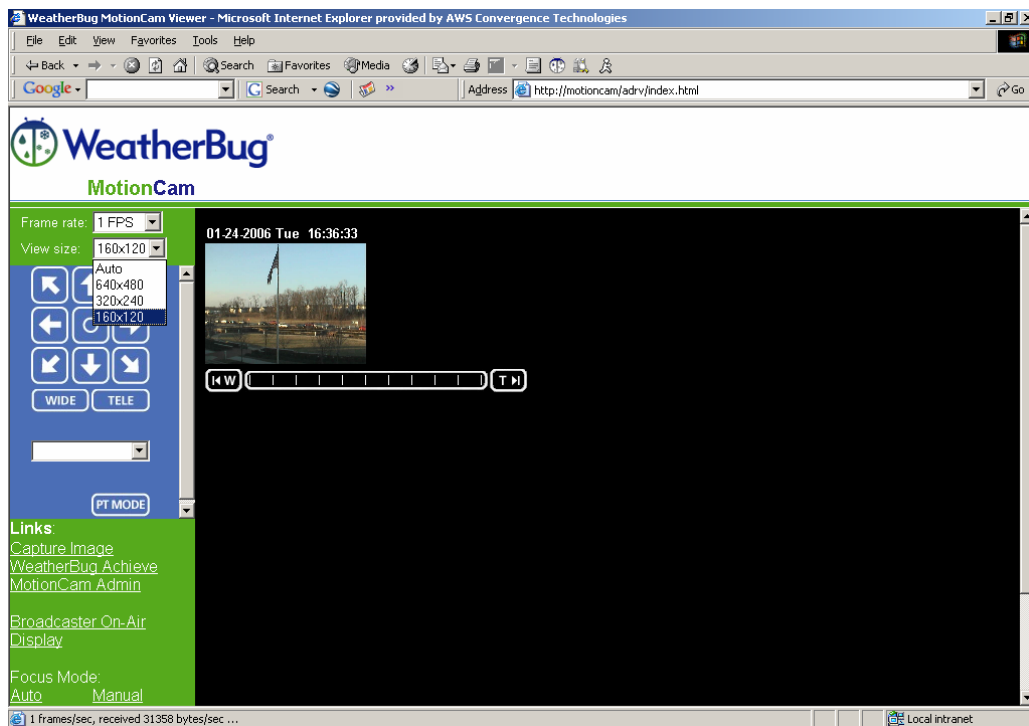 WeatherBug MotionCam Viewer - Microsoft Internet Explorer provided by AWS Convergence Technologies
File Edit View Favorites Tools Help
Back Search Favorites Media
Google Search » Address http://motioncam/adrv/index.html Go
WeatherBug®
MotionCam
Frame rate: 1 FPS
View size: 160x120
Auto
640x480
320x240
160x120
WIDE TELE
PT MODE
01-24-2006 Tue 16:36:33
W T
Links:
Capture Image
WeatherBug Achieve
MotionCam Admin
Broadcaster On-Air
Display
Focus Mode:
Auto Manual
1 frames/sec, received 31358 bytes/sec ... Local intranet